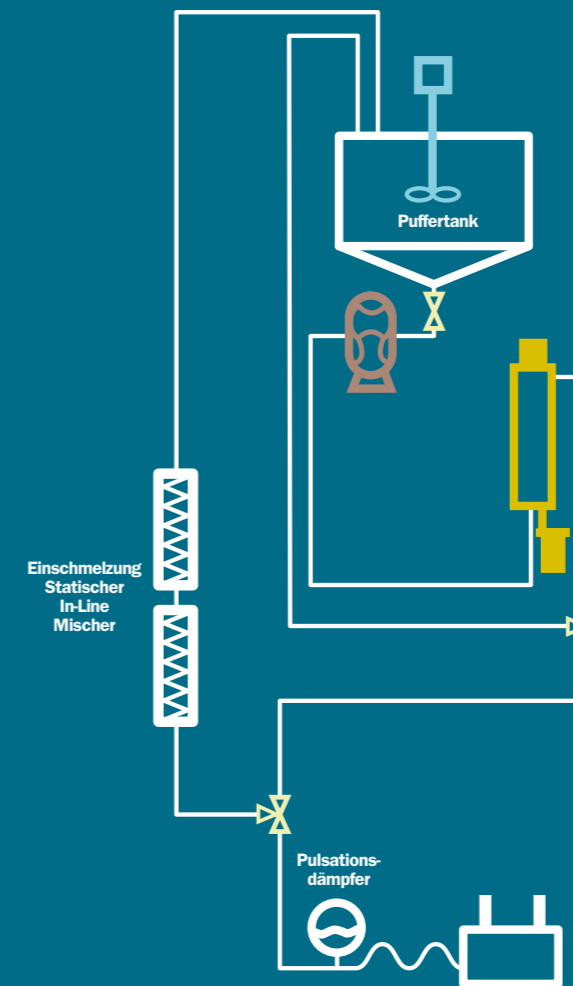 Puffertank
Einschmelzung
Statischer
In-Line
Mischer
Pulsations-
dämpfer